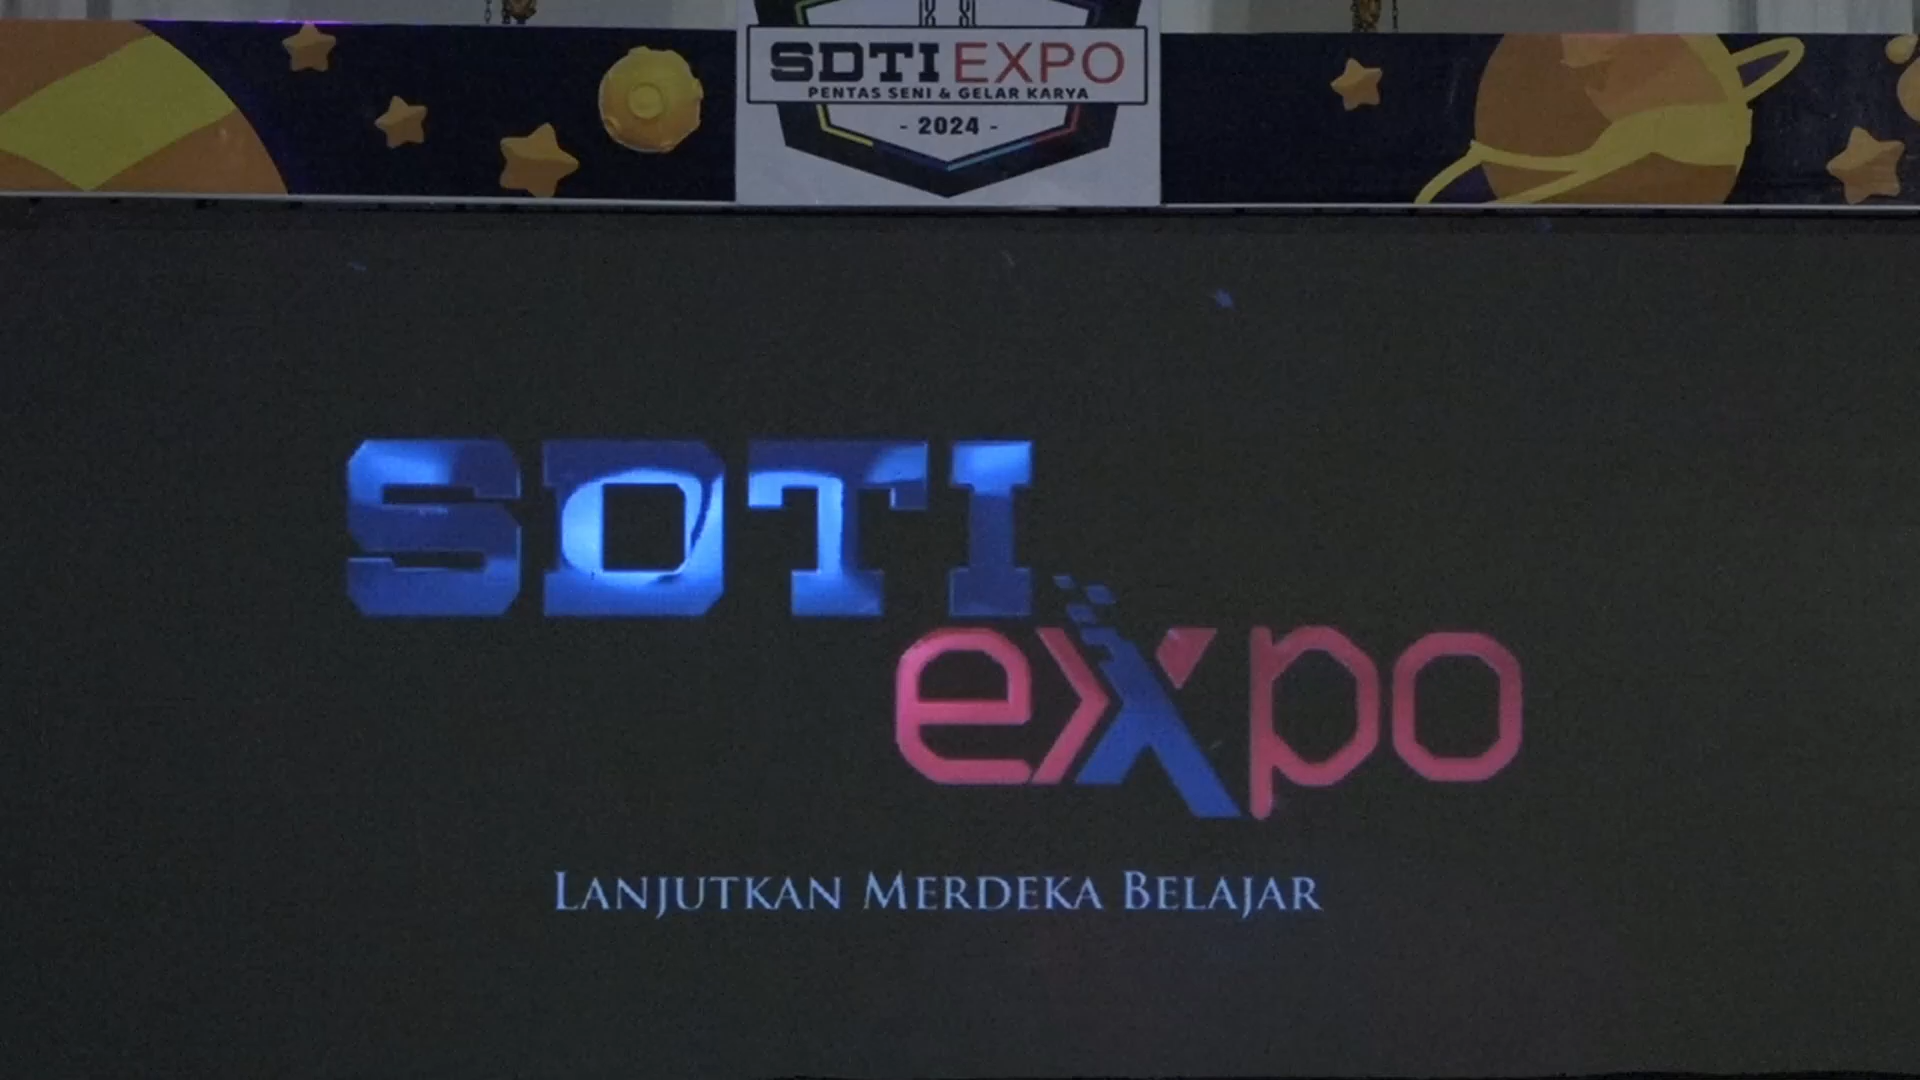 SDTI EXPO
PENTAS SENI & GELAR KARYA
- 2024 -
SDTI
expo
LANJUTKAN MERDEKA BELAJAR